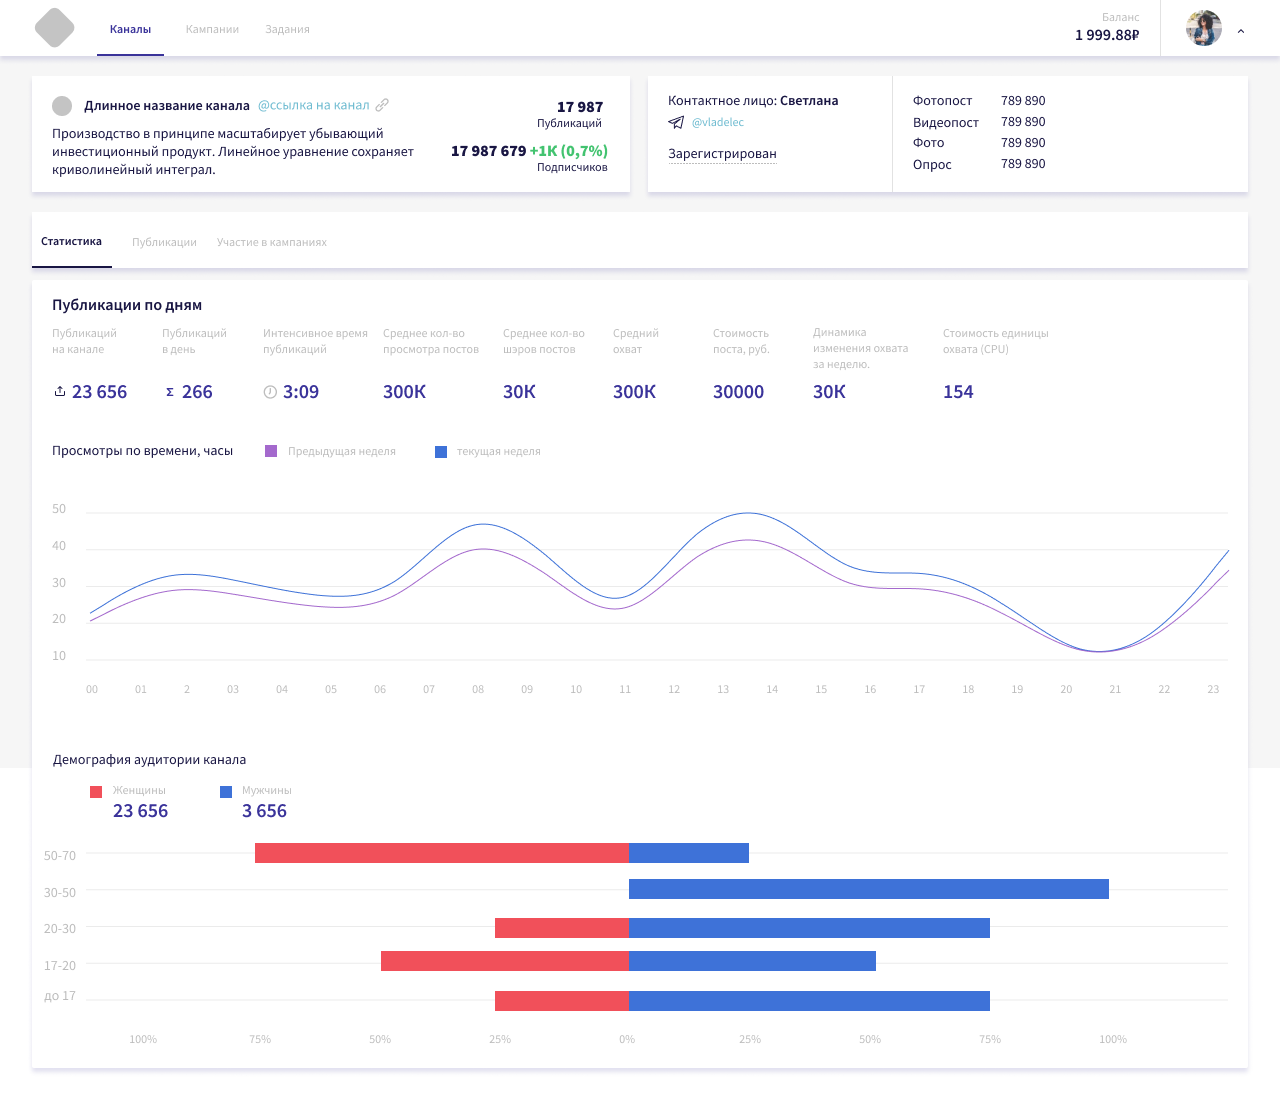 Каналы
Кампании
Задания
Баланс
1 999.88₽
Длинное название канала @ссылка на канал
Производство в принципе масштабирует убывающий
инвестиционный продукт. Линейное уравнение сохраняет
криволинейный интеграл.
17 987
Публикаций
17 987 679 +1K (0,7%)
Подписчиков
Контактное лицо: Светлана
@vladelec
Зарегистрирован
Фотопост 789 890
Видеопост 789 890
Фото 789 890
Опрос 789 890
Статистика
Публикации
Участие в кампаниях
Публикации по дням
Публикаций
на канале
23 656
Публикаций
в день
Σ 266
Интенсивное время
публикаций
3:09
Среднее кол-во
просмотра постов
300К
Среднее кол-во
шэров постов
30К
Средний
охват
300К
Стоимость
поста, руб.
30000
Динамика
изменения охвата
за неделю.
30К
Стоимость единицы
охвата (CPU)
154
Просмотры по времени, часы
Предыдущая неделя
текущая неделя
50
40
30
20
10
00 01 2 03 04 05 06 07 08 09 10 11 12 13 14 15 16 17 18 19 20 21 22 23
Демография аудитории канала
Женщины
23 656
Мужчины
3 656
50-70
30-50
20-30
17-20
до 17
100% 75% 50% 25% 0% 25% 50% 75% 100%